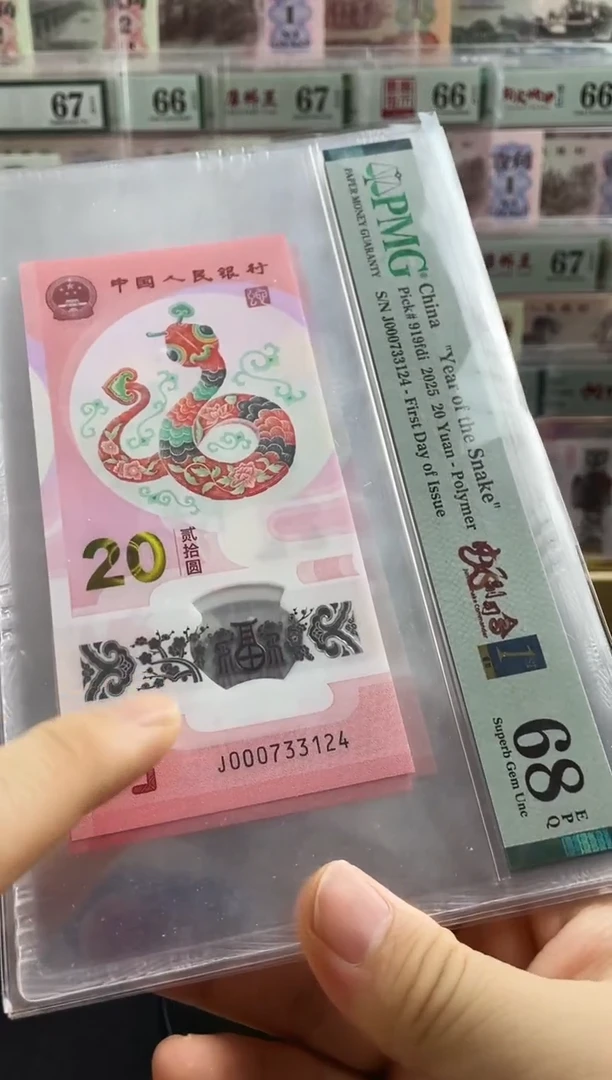 67
66
67
66
66
67
中国人民银行
20
贰拾圆
J000733124
PMG
PAPER MONEY GUARANTY
China "Year of the Snake"
Pick# 919fdi 2025 20 Yuan - Polymer
S/N J000733124 - First Day of Issue
68
EPQ
Superb Gem Unc